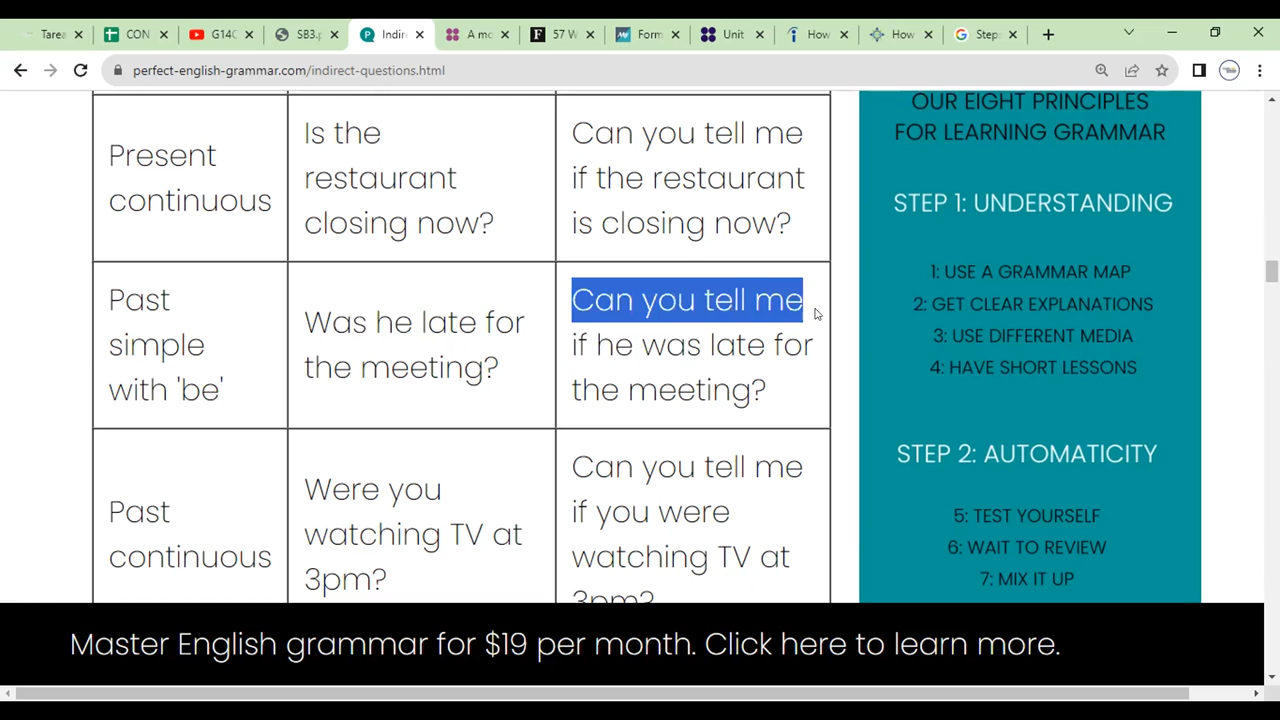 Tarea
CON
G14C
SB3.p
Indire
A mo
57 W
Form
Unit
How
How
Step
perfect-english-grammar.com/indirect-questions.html
Present
continuous
Is the
restaurant
closing now?
Can you tell me
if the restaurant
is closing now?
Past
simple
with 'be'
Was he late for
the meeting?
Can you tell me
if he was late for
the meeting?
Past
continuous
Were you
watching TV at
3pm?
Can you tell me
if you were
watching TV at
3pm?
OUR EIGHT PRINCIPLES
FOR LEARNING GRAMMAR
STEP 1: UNDERSTANDING
1: USE A GRAMMAR MAP
2: GET CLEAR EXPLANATIONS
3: USE DIFFERENT MEDIA
4: HAVE SHORT LESSONS
STEP 2: AUTOMATICITY
5: TEST YOURSELF
6: WAIT TO REVIEW
7: MIX IT UP
Master English grammar for $19 per month. Click here to learn more.